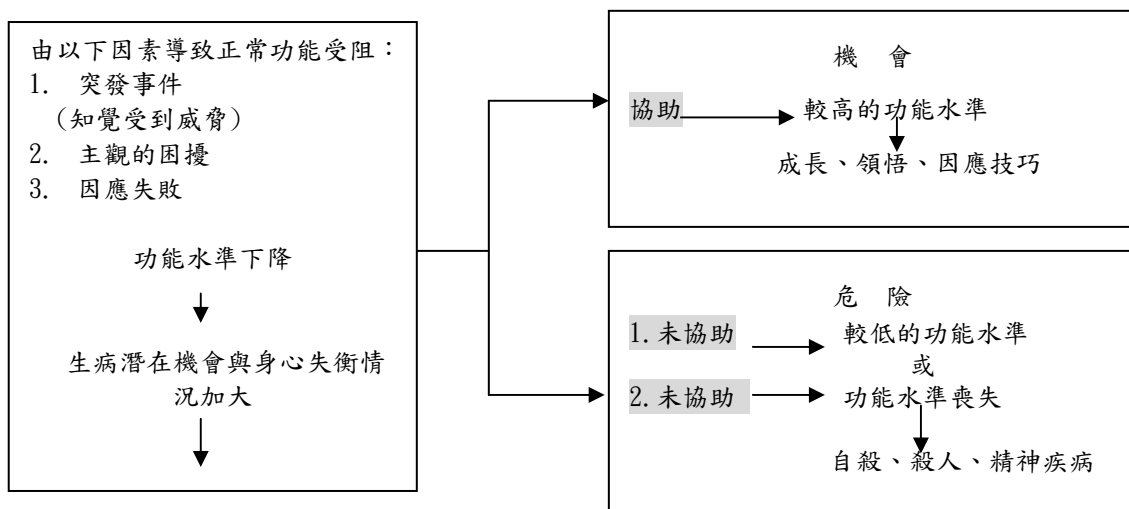 由以下因素導致正常功能受阻：
1. 突發事件
(知覺受到威脅)
2. 主觀的困擾
3. 因應失敗
功能水準下降
生病潛在機會與身心失衡情
況加大
機 會
協助 較高的功能水準
成長、領悟、因應技巧
危 險
1.未協助 較低的功能水準
或
2.未協助 功能水準喪失
自殺、殺人、精神疾病